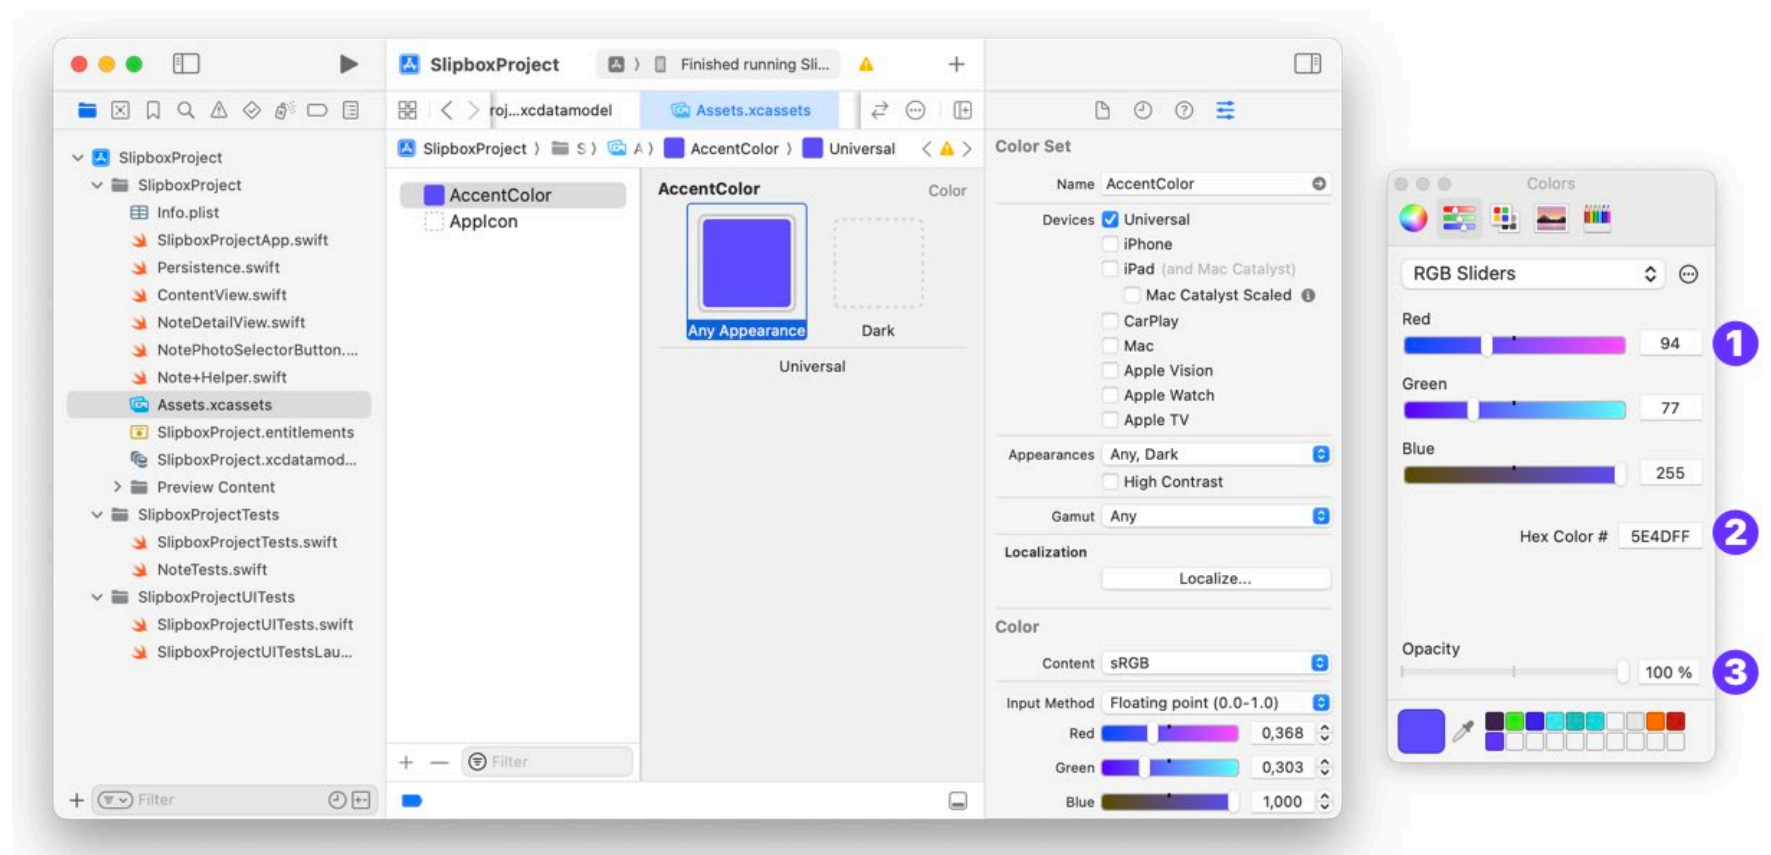 SlipboxProject
Finished running Sli...
roj...xcdatamodel
Assets.xcassets
SlipboxProject
SlipboxProject
Info.plist
SlipboxProjectApp.swift
Persistence.swift
ContentView.swift
NoteDetailView.swift
NotePhotoSelectorButton....
Note+Helper.swift
Assets.xcassets
SlipboxProject.entitlements
SlipboxProject.xcdatamod...
Preview Content
SlipboxProjectTests
SlipboxProjectTests.swift
NoteTests.swift
SlipboxProjectUITests
SlipboxProjectUITests.swift
SlipboxProjectUITestsLau...
Filter
SlipboxProject ⟩ S ⟩ A ⟩ AccentColor ⟩ Universal
AccentColor
AppIcon
Filter
AccentColor
Color
Any Appearance
Dark
Universal
Color Set
Name AccentColor
Devices Universal
iPhone
iPad (and Mac Catalyst)
Mac Catalyst Scaled
CarPlay
Mac
Apple Vision
Apple Watch
Apple TV
Appearances Any, Dark
High Contrast
Gamut Any
Localization
Localize...
Color
Content sRGB
Input Method Floating point (0.0-1.0)
Red 0,368
Green 0,303
Blue 1,000
Colors
RGB Sliders
Red
94
1
Green
77
Blue
255
Hex Color # 5E4DFF
2
Opacity
100 %
3